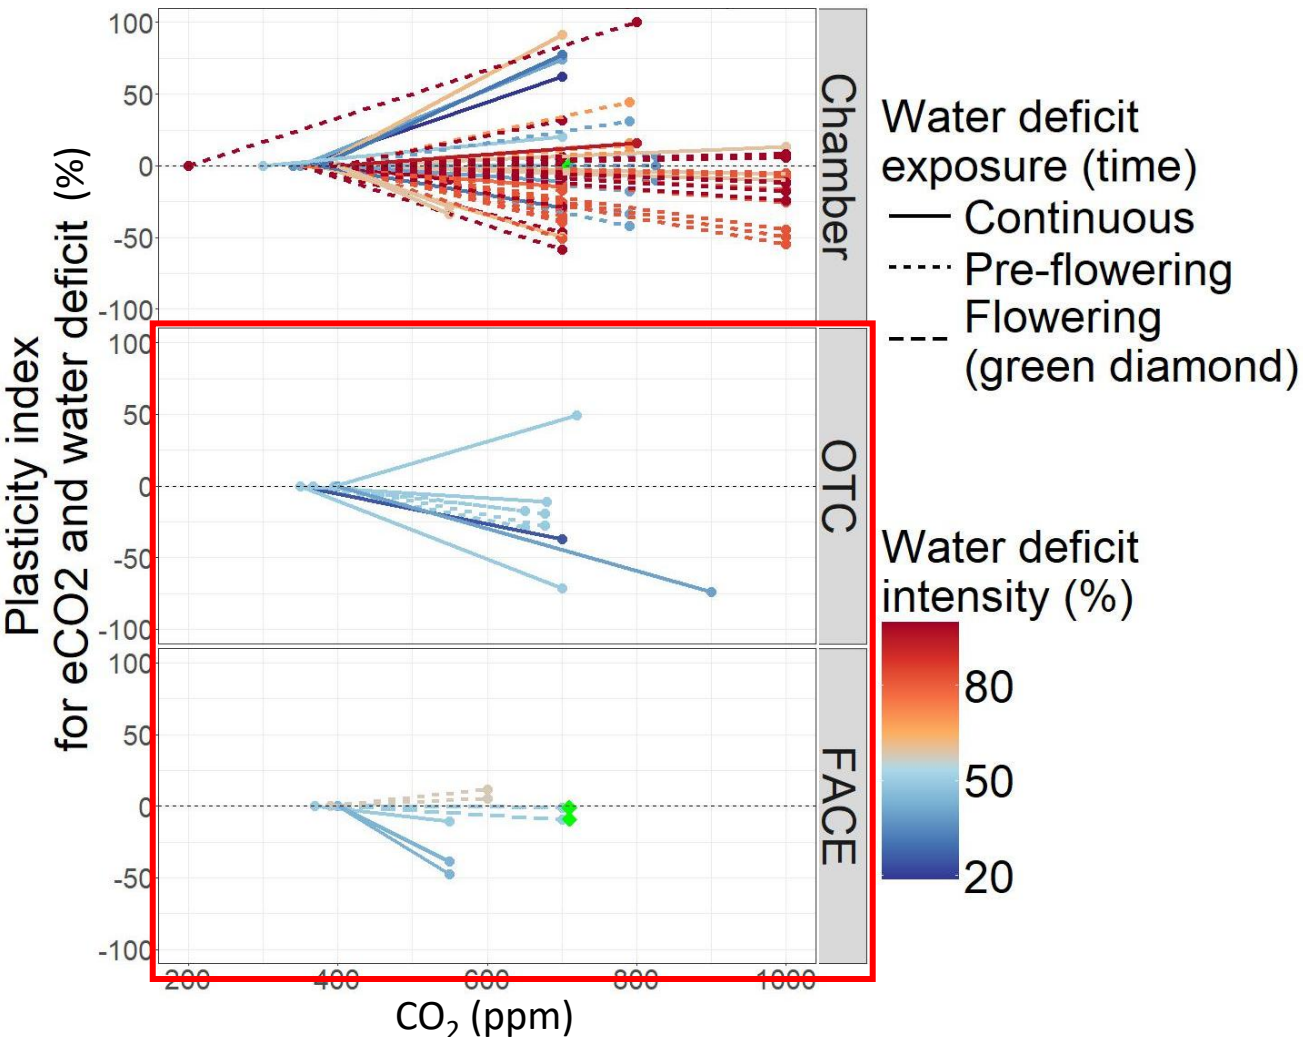 Plasticity index
for eCO2 and water deficit (%)
100
50
0
-50
-100
Chamber
100
50
0
-50
-100
OTC
100
50
0
-50
-100
FACE
200
400
600
800
1000
CO₂ (ppm)
Water deficit
exposure (time)
Continuous
Pre-flowering
Flowering
(green diamond)
Water deficit
intensity (%)
80
50
20